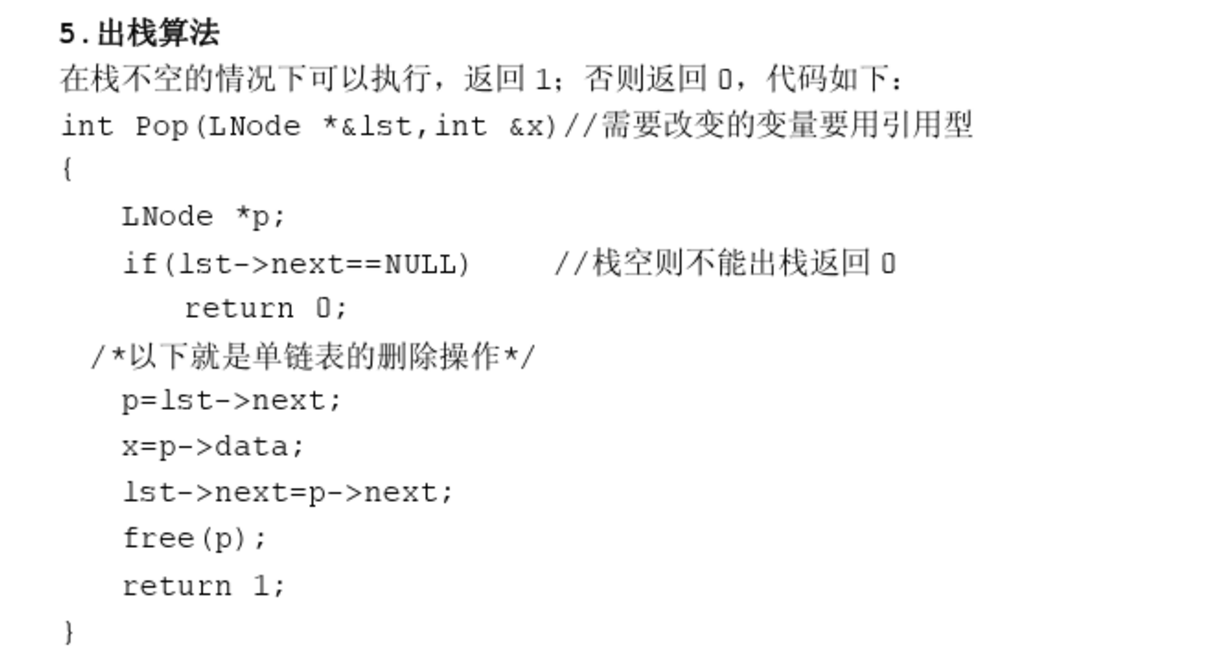 5.出栈算法
在栈不空的情况下可以执行，返回 1；否则返回 0，代码如下：
int Pop(LNode *&lst,int &x)//需要改变的变量要用引用型
{
LNode *p;
if(lst->next==NULL) //栈空则不能出栈返回 0
return 0;
/*以下就是单链表的删除操作*/
p=lst->next;
x=p->data;
lst->next=p->next;
free(p);
return 1;
}